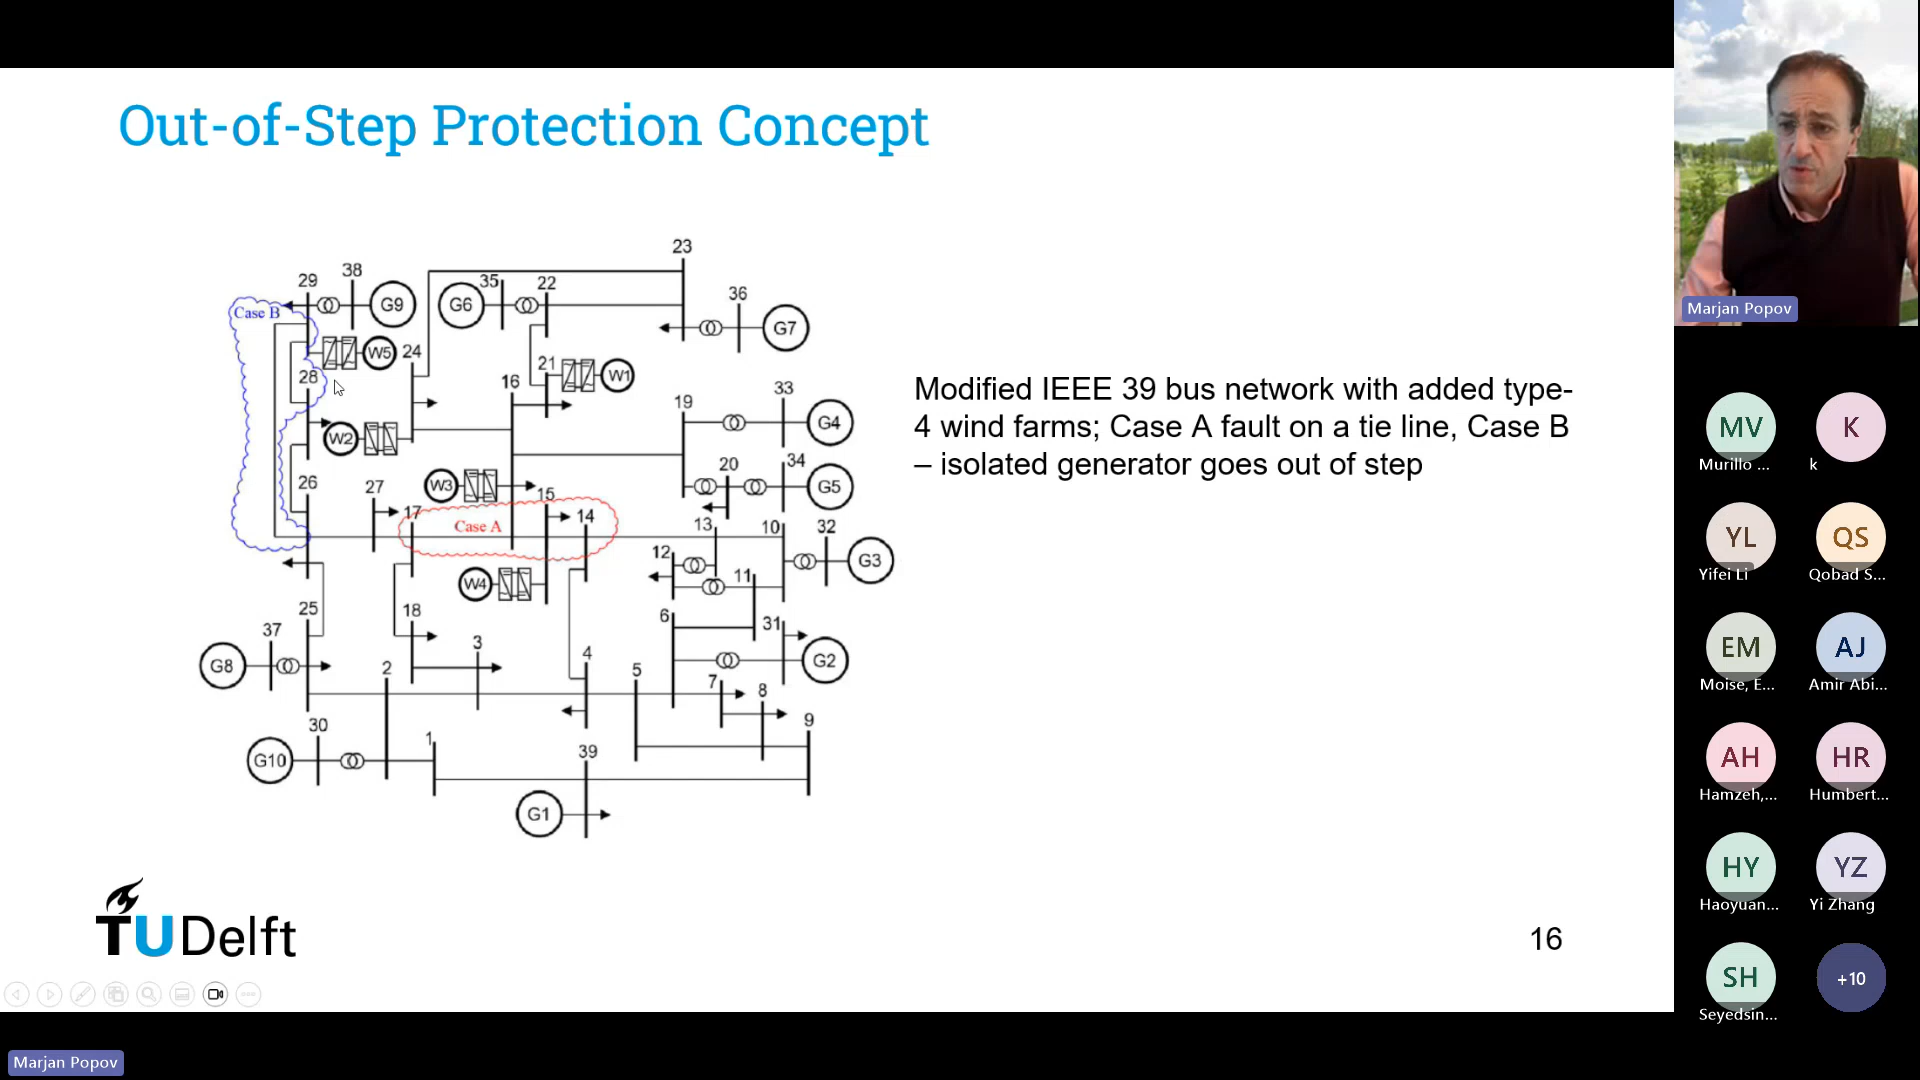 Out-of-Step Protection Concept
23
29
38
35
22
36
Case B
G9
G6
G7
W5
24
21
W1
28
16
33
19
W2
G4
20
34
26
27
W3
G5
15
17
Case A
14
13
10
32
12
G3
W4
11
25
18
6
31
37
3
G8
2
4
5
G2
7
8
30
1
9
G10
39
G1
Modified IEEE 39 bus network with added type-
4 wind farms; Case A fault on a tie line, Case B
– isolated generator goes out of step
TUDelft
16
Marjan Popov
Marjan Popov
MV
Murillo ...
K
k
YL
Yifei Li
QS
Qobad S...
EM
Moise, E...
AJ
Amir Abi...
AH
Hamzeh,...
HR
Humbert...
HY
Haoyuan...
YZ
Yi Zhang
SH
Seyedsin...
+10